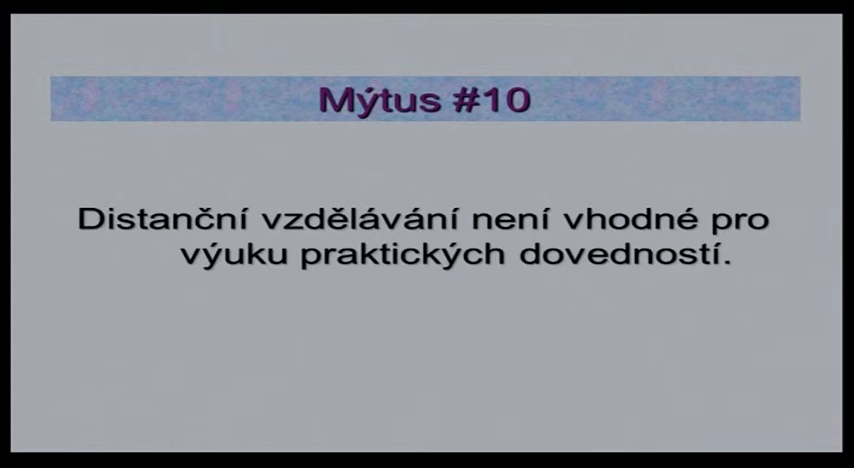 Mýtus #10
Distanční vzdělávání není vhodné pro
výuku praktických dovedností.